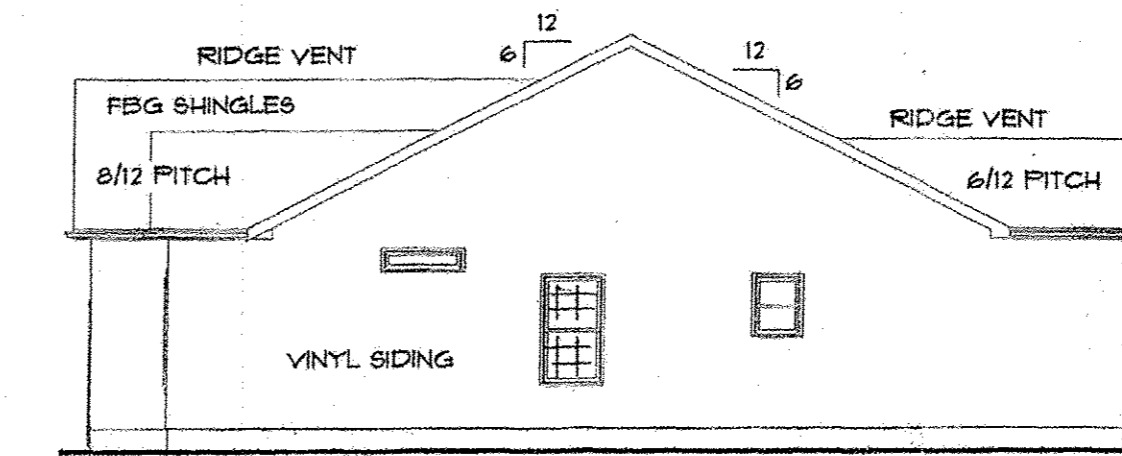 12
6
RIDGE VENT
12
6
FBG SHINGLES
RIDGE VENT
8/12 PITCH
6/12 PITCH
VINYL SIDING